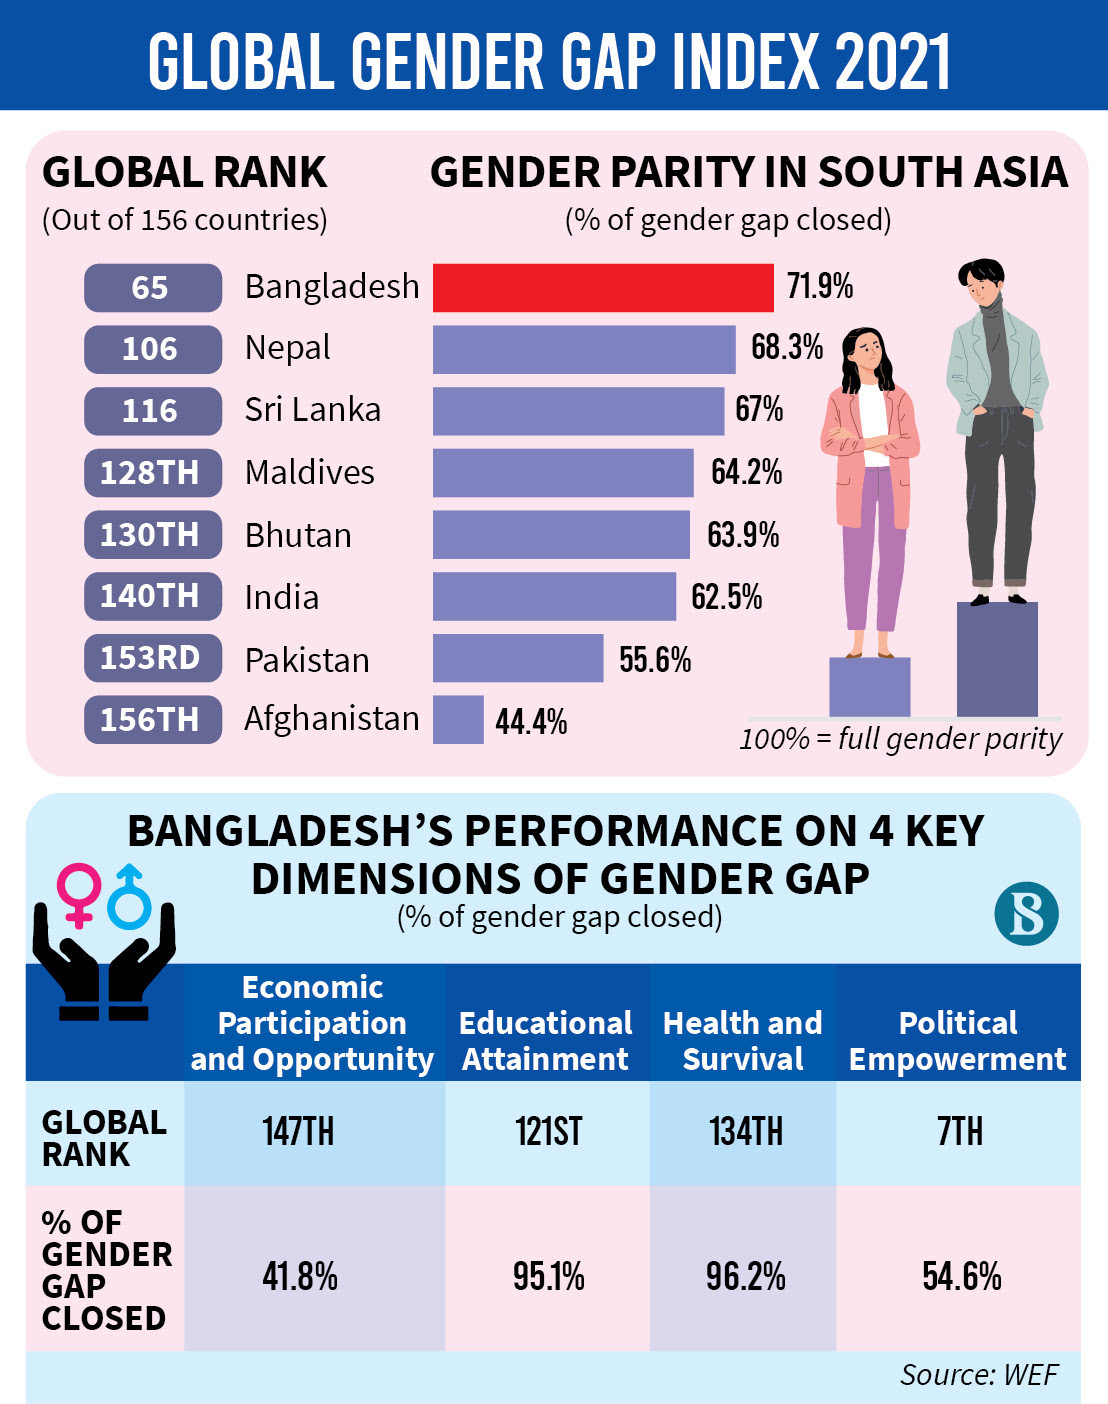 GLOBAL GENDER GAP INDEX 2021
GLOBAL RANK
(Out of 156 countries)
GENDER PARITY IN SOUTH ASIA
(% of gender gap closed)
65 Bangladesh 71.9%
106 Nepal 68.3%
116 Sri Lanka 67%
128TH Maldives 64.2%
130TH Bhutan 63.9%
140TH India 62.5%
153RD Pakistan 55.6%
156TH Afghanistan 44.4%
100% = full gender parity
BANGLADESH’S PERFORMANCE ON 4 KEY
DIMENSIONS OF GENDER GAP
(% of gender gap closed)
B
Economic
Participation
and Opportunity
Educational
Attainment
Health and
Survival
Political
Empowerment
GLOBAL
RANK
147TH 121ST 134TH 7TH
% OF
GENDER
GAP
CLOSED
41.8% 95.1% 96.2% 54.6%
Source: WEF